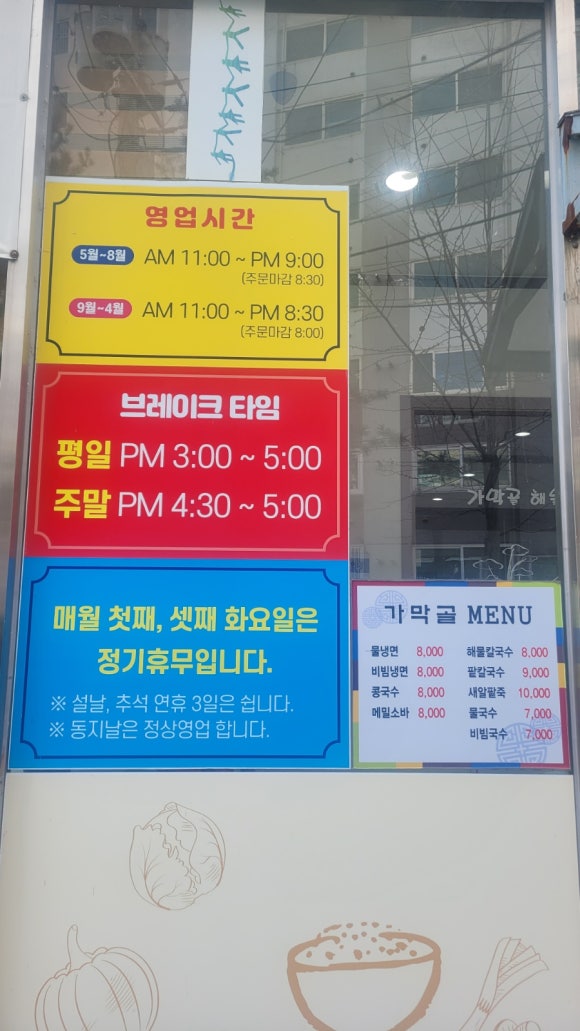 영업시간
5월~8월 AM 11:00 ~ PM 9:00
(주문마감 8:30)
9월~4월 AM 11:00 ~ PM 8:30
(주문마감 8:00)
브레이크 타임
평일 PM 3:00 ~ 5:00
주말 PM 4:30 ~ 5:00
매월 첫째, 셋째 화요일은
정기휴무입니다.
※ 설날, 추석 연휴 3일은 쉽니다.
※ 동지날은 정상영업 합니다.
가막골 해
가막골 MENU
물냉면 8,000
비빔냉면 8,000
콩국수 8,000
메밀소바 8,000
해물칼국수 8,000
팥칼국수 9,000
새알팥죽 10,000
물국수 7,000
비빔국수 7,000